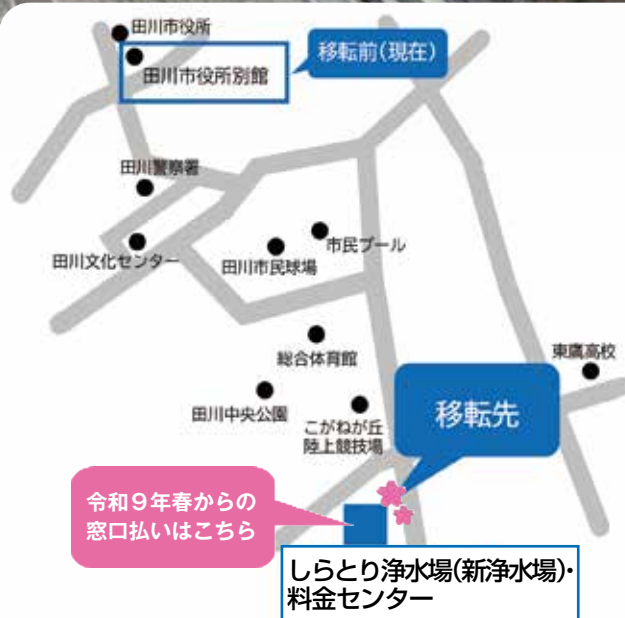 田川市役所
田川市役所別館
移転前(現在)
田川警察署
田川文化センター
田川市民球場
市民プール
総合体育館
東鷹高校
田川中央公園
こがねが丘
陸上競技場
移転先
令和9年春からの
窓口払いはこちら
しらとり浄水場(新浄水場)・
料金センター